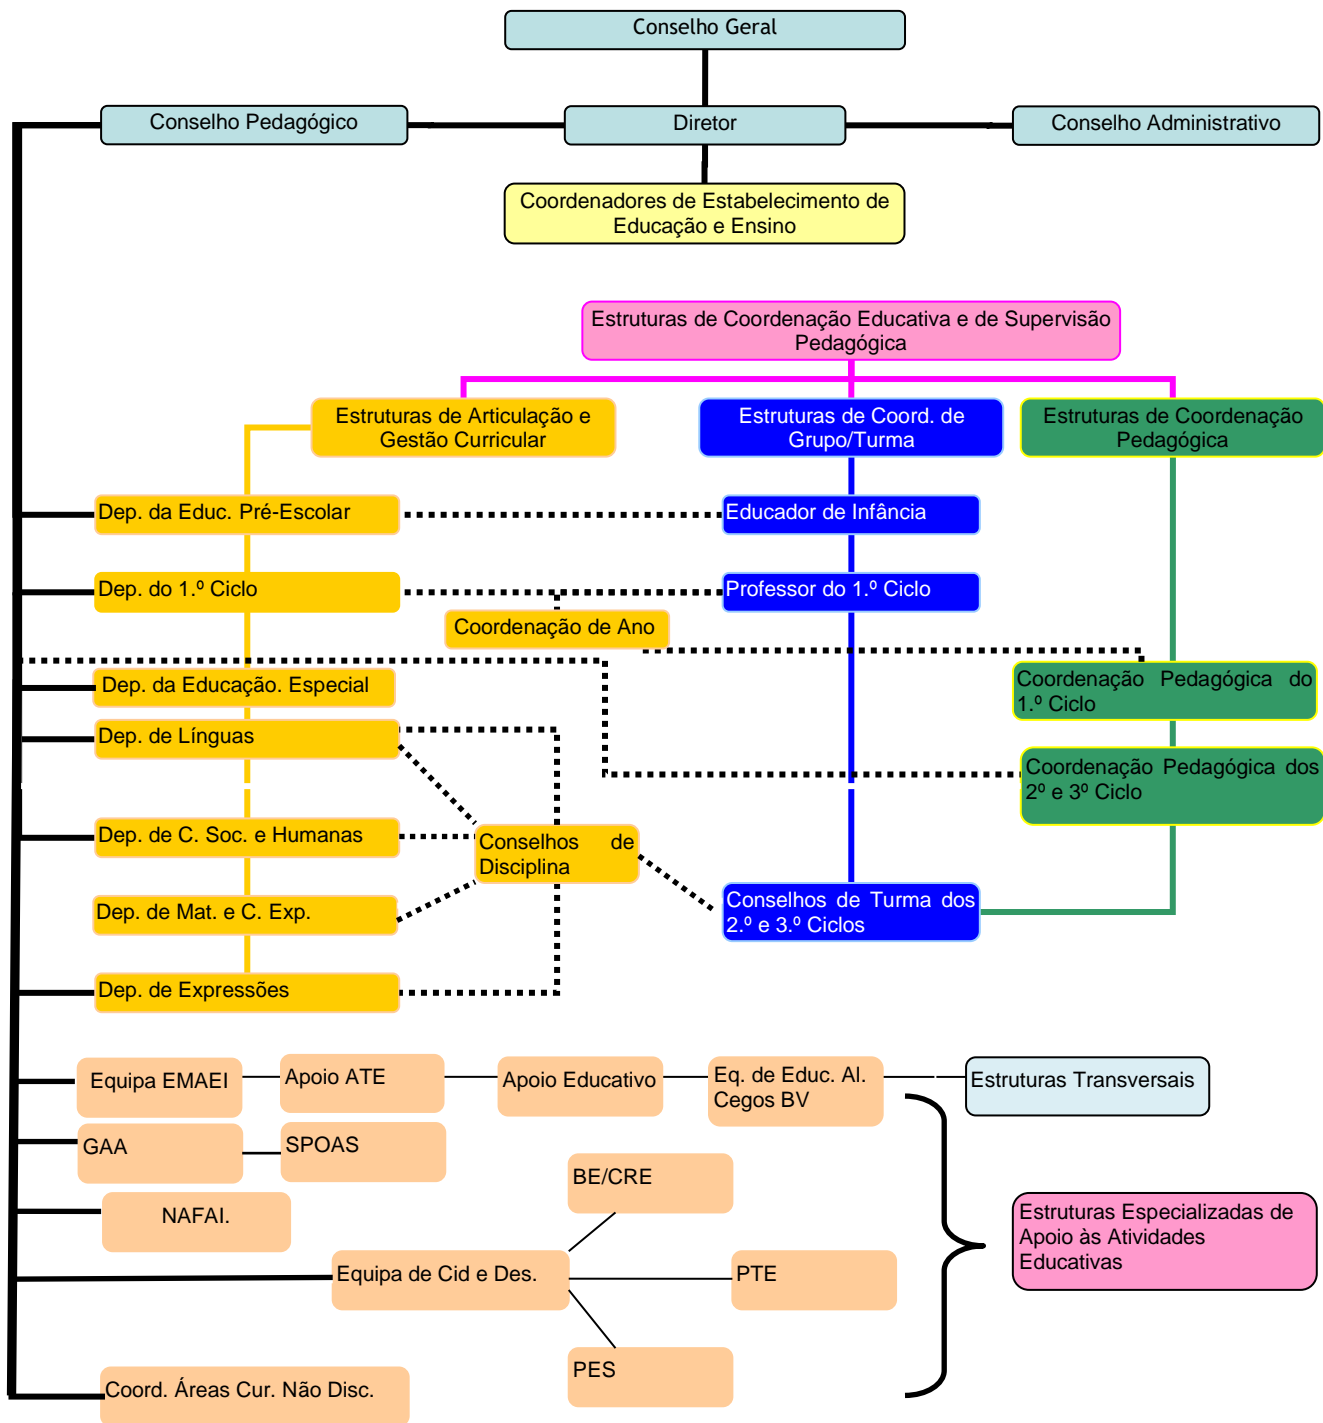 Conselho Geral
Conselho Pedagógico
Diretor
Conselho Administrativo
Coordenadores de Estabelecimento de
Educação e Ensino
Estruturas de Coordenação Educativa e de Supervisão
Pedagógica
Estruturas de Articulação e
Gestão Curricular
Estruturas de Coord. de
Grupo/Turma
Estruturas de Coordenação
Pedagógica
Dep. da Educ. Pré-Escolar
Educador de Infância
Dep. do 1.º Ciclo
Professor do 1.º Ciclo
Coordenação de Ano
Dep. da Educação. Especial
Coordenação Pedagógica do
1.º Ciclo
Dep. de Línguas
Coordenação Pedagógica dos
2º e 3º Ciclo
Dep. de C. Soc. e Humanas
Conselhos de
Disciplina
Dep. de Mat. e C. Exp.
Conselhos de Turma dos
2.º e 3.º Ciclos
Dep. de Expressões
Equipa EMAEI
Apoio ATE
Apoio Educativo
Eq. de Educ. Al.
Cegos BV
Estruturas Transversais
GAA
SPOAS
BE/CRE
NAFAI.
Estruturas Especializadas de
Apoio às Atividades
Educativas
Equipa de Cid e Des.
PTE
PES
Coord. Áreas Cur. Não Disc.